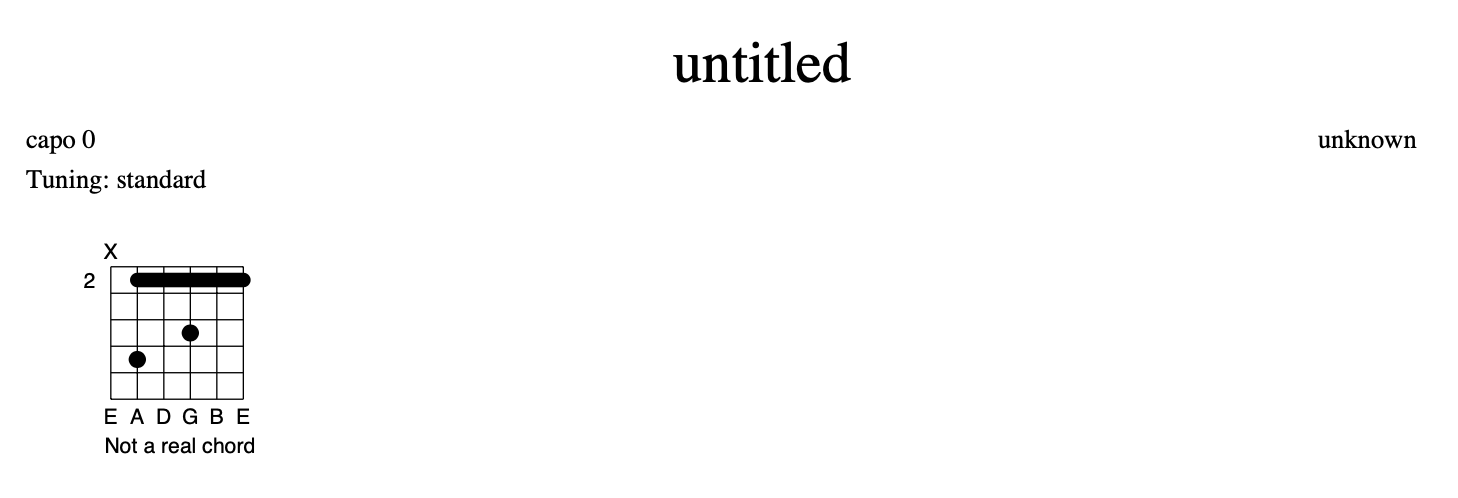 untitled
capo 0
unknown
Tuning: standard
X
2
E A D G B E
Not a real chord